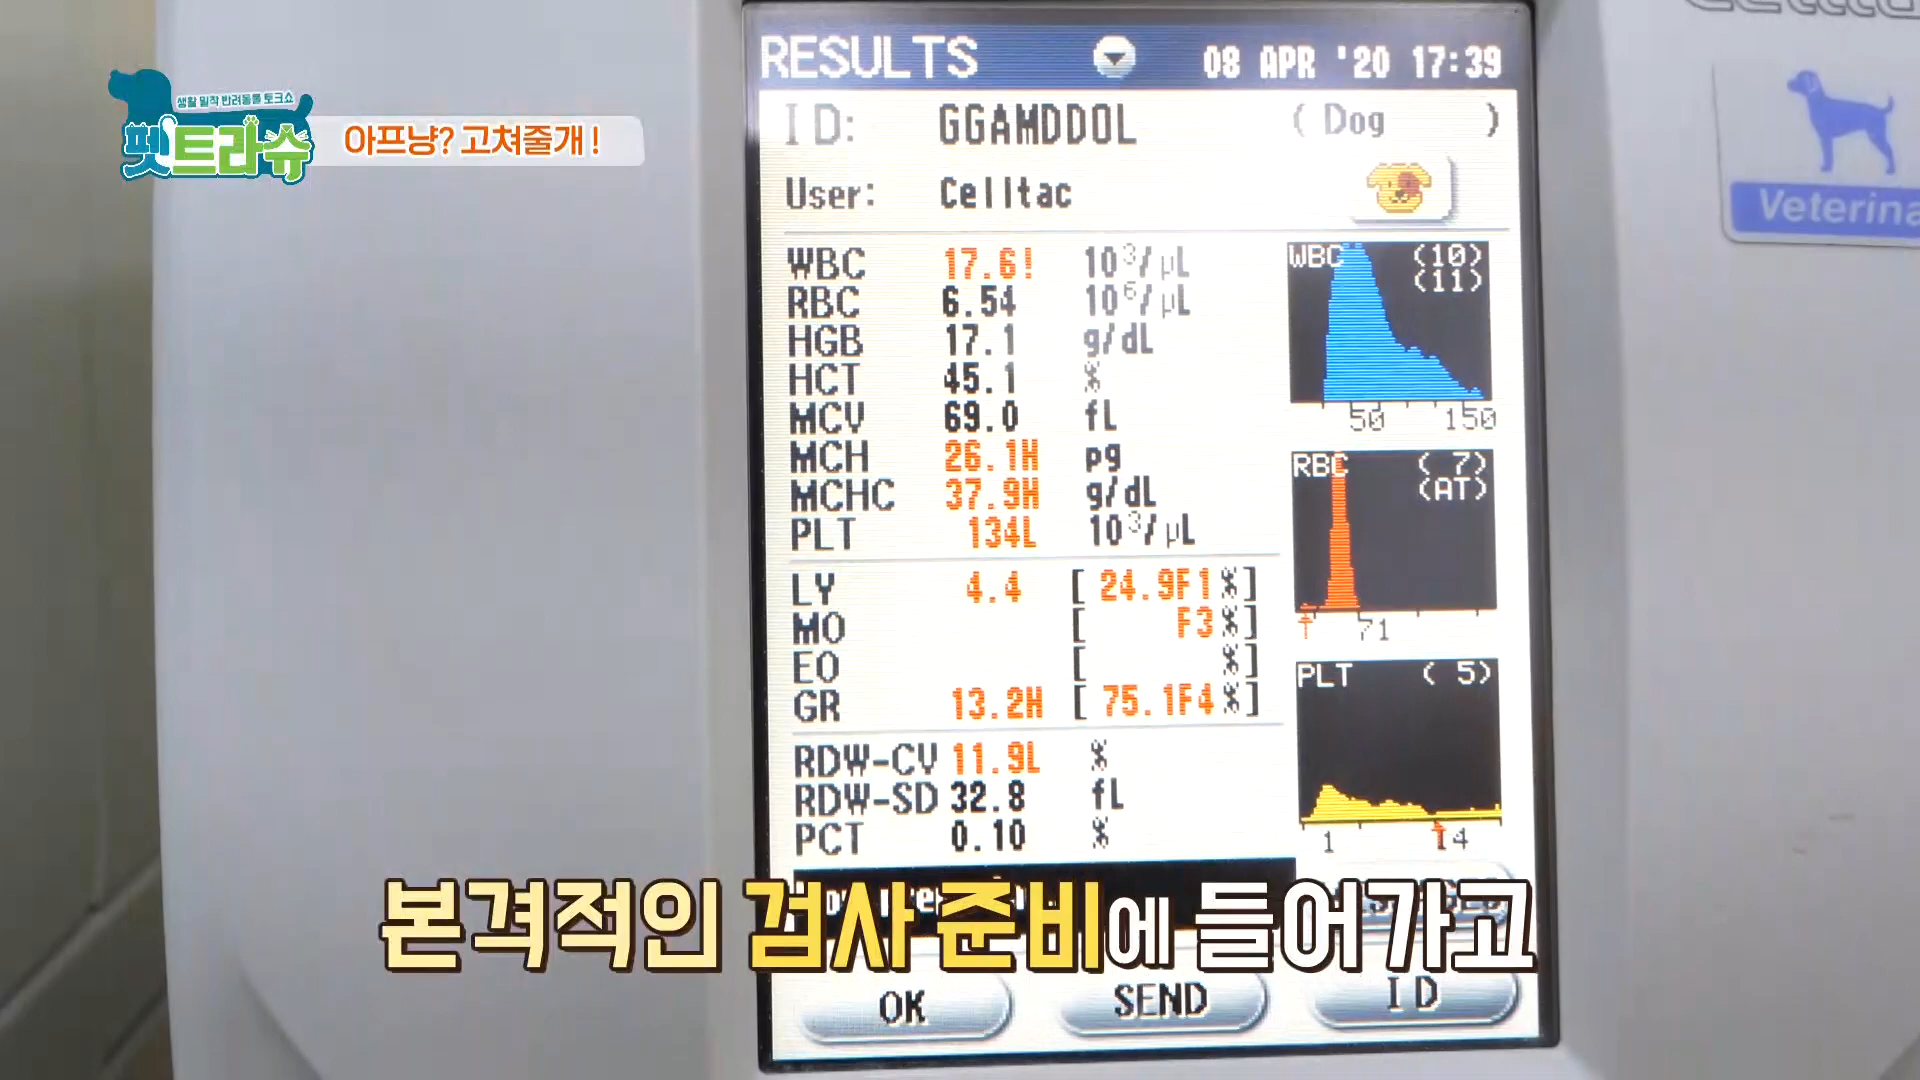 생활 밀착 반려동물 토크쇼
펫트라슈
아프냥? 고쳐줄개!
RESULTS 08 APR '20 17:39
ID: GGAMDDOL (Dog )
User: Celltac
WBC 17.6! 10³/µL
RBC 6.54 10⁶/µL
HGB 17.1 g/dL
HCT 45.1 %
MCV 69.0 fL
MCH 26.1H pg
MCHC 37.9H g/dL
PLT 134L 10³/µL
LY 4.4 [ 24.9F1%]
MO [ F3%]
EO [ %]
GR 13.2H [ 75.1F4%]
RDW-CV 11.9L %
RDW-SD 32.8 fL
PCT 0.10 %
WBC (10)
(11)
50 150
RBC ( 7)
(AT)
71
PLT ( 5)
1 14
본격적인 검사 준비에 들어가고
OK SEND ID